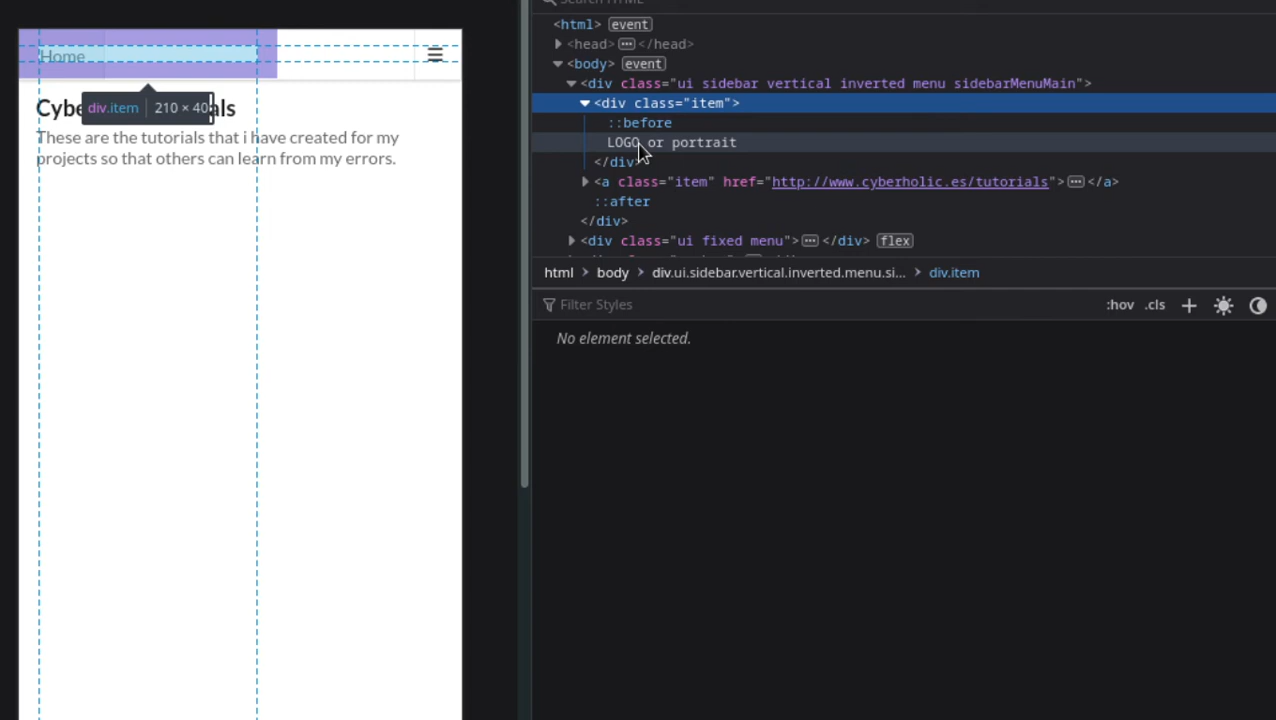 Search HTML
<html> event
<head> ... </head>
<body> event
<div class="ui sidebar vertical inverted menu sidebarMenuMain">
<div class="item">
::before
LOGO or portrait
</div>
<a class="item" href="http://www.cyberholic.es/tutorials"> ... </a>
::after
</div>
<div class="ui fixed menu"> ... </div> flex
html > body > div.ui.sidebar.vertical.inverted.menu.si... > div.item
Filter Styles :hov .cls +
No element selected.
Home
div.item 210 × 40
Cybe als
These are the tutorials that i have created for my
projects so that others can learn from my errors.